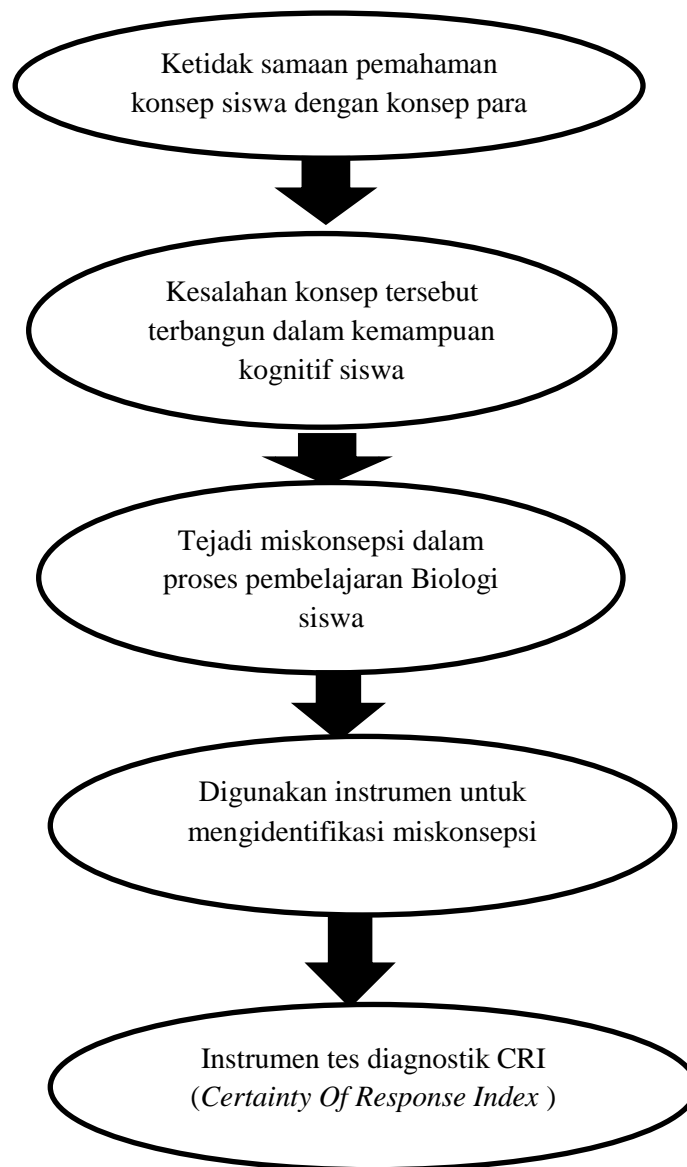 Ketidak samaan pemahaman
konsep siswa dengan konsep para
Kesalahan konsep tersebut
terbangun dalam kemampuan
kognitif siswa
Tejadi miskonsepsi dalam
proses pembelajaran Biologi
siswa
Digunakan instrumen untuk
mengidentifikasi miskonsepsi
Instrumen tes diagnostik CRI
(Certainty Of Response Index )